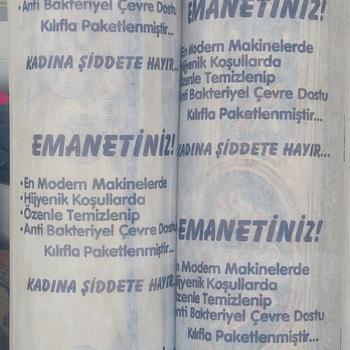 •Anti Bakteriyel Çevre Dostu
Kılıfla Paketlenmiştir...
KADINA ŞİDDETE HAYIR...
EMANETİNİZ!
•En Modern Makinelerde
•Hijyenik Koşullarda
•Özenle Temizlenip
•Anti Bakteriyel Çevre Dostu
Kılıfla Paketlenmiştir...
KADINA ŞİDDETE HAYIR...
EMANETİNİZ!
En Modern Makinelerde
Hijyenik Koşullarda
Özenle Temizlenip
Anti Bakteriyel Çevre Dostu
Kılıfla Paketlenmiştir...
KADINA ŞİDDETE HAYIR...
EMANETİNİZ!
En Modern Makinelerde
Hijyenik Koşullarda
Özenle Temizlenip
Anti Bakteriyel Çevre Dostu
Kılıfla Paketlenmiştir...